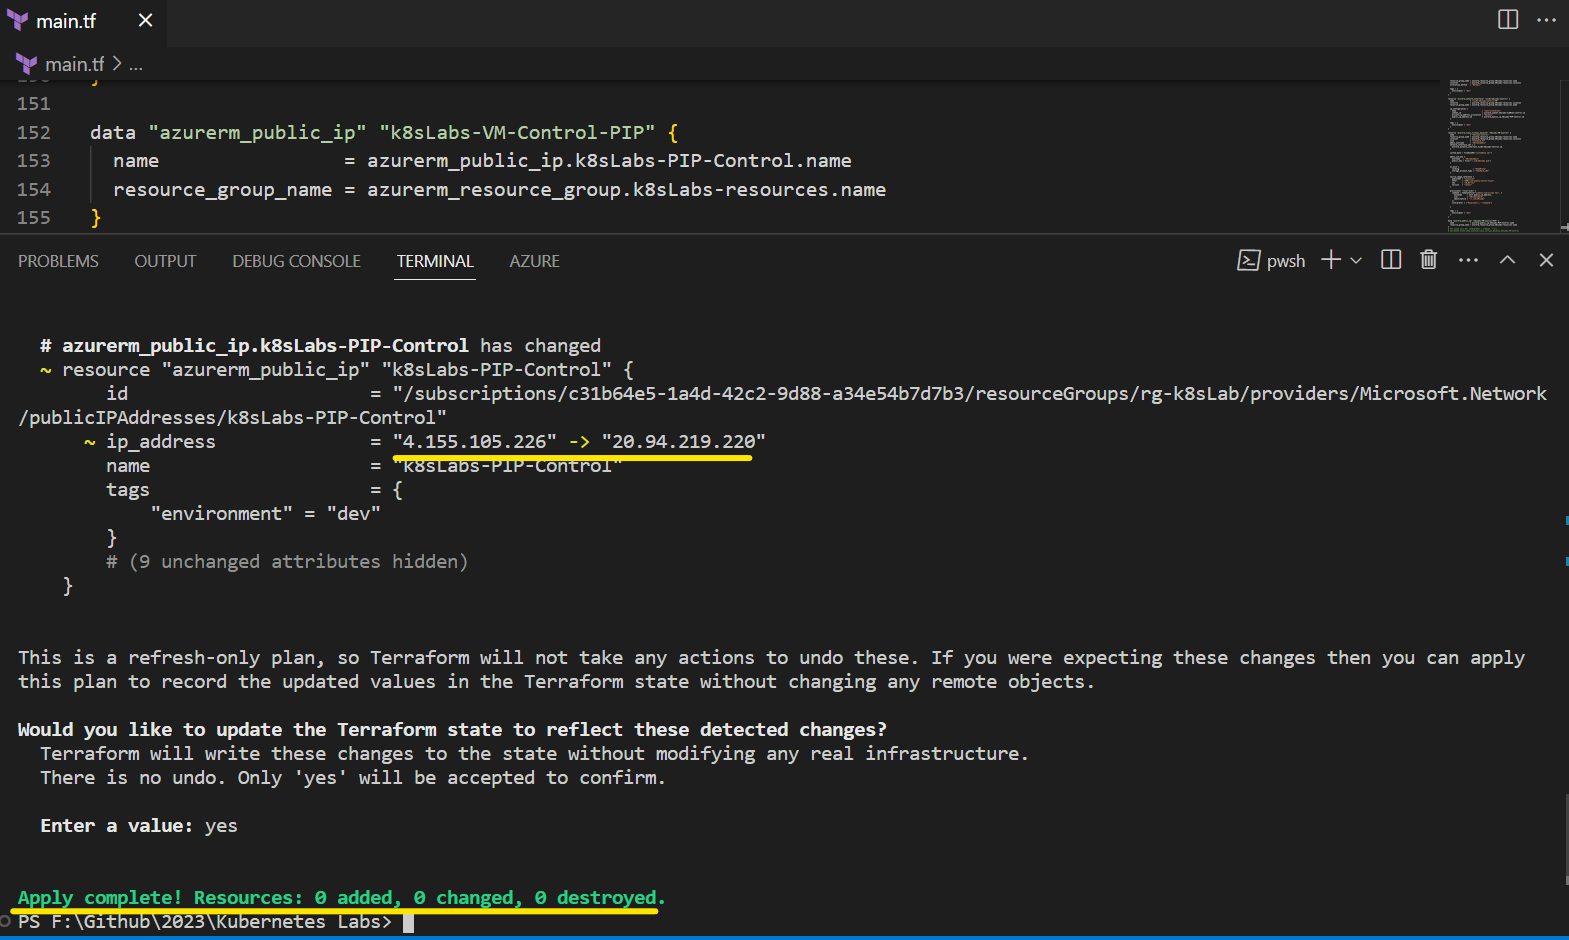 main.tf
main.tf > ...
151
152 data "azurerm_public_ip" "k8sLabs-VM-Control-PIP" {
153 name = azurerm_public_ip.k8sLabs-PIP-Control.name
154 resource_group_name = azurerm_resource_group.k8sLabs-resources.name
155 }
PROBLEMS OUTPUT DEBUG CONSOLE TERMINAL AZURE pwsh
# azurerm_public_ip.k8sLabs-PIP-Control has changed
~ resource "azurerm_public_ip" "k8sLabs-PIP-Control" {
id = "/subscriptions/c31b64e5-1a4d-42c2-9d88-a34e54b7d7b3/resourceGroups/rg-k8sLab/providers/Microsoft.Network
/publicIPAddresses/k8sLabs-PIP-Control"
~ ip_address = "4.155.105.226" -> "20.94.219.220"
name = "k8sLabs-PIP-Control"
tags = {
"environment" = "dev"
}
# (9 unchanged attributes hidden)
}
This is a refresh-only plan, so Terraform will not take any actions to undo these. If you were expecting these changes then you can apply
this plan to record the updated values in the Terraform state without changing any remote objects.
Would you like to update the Terraform state to reflect these detected changes?
Terraform will write these changes to the state without modifying any real infrastructure.
There is no undo. Only 'yes' will be accepted to confirm.
Enter a value: yes
Apply complete! Resources: 0 added, 0 changed, 0 destroyed.
PS F:\Github\2023\Kubernetes Labs>